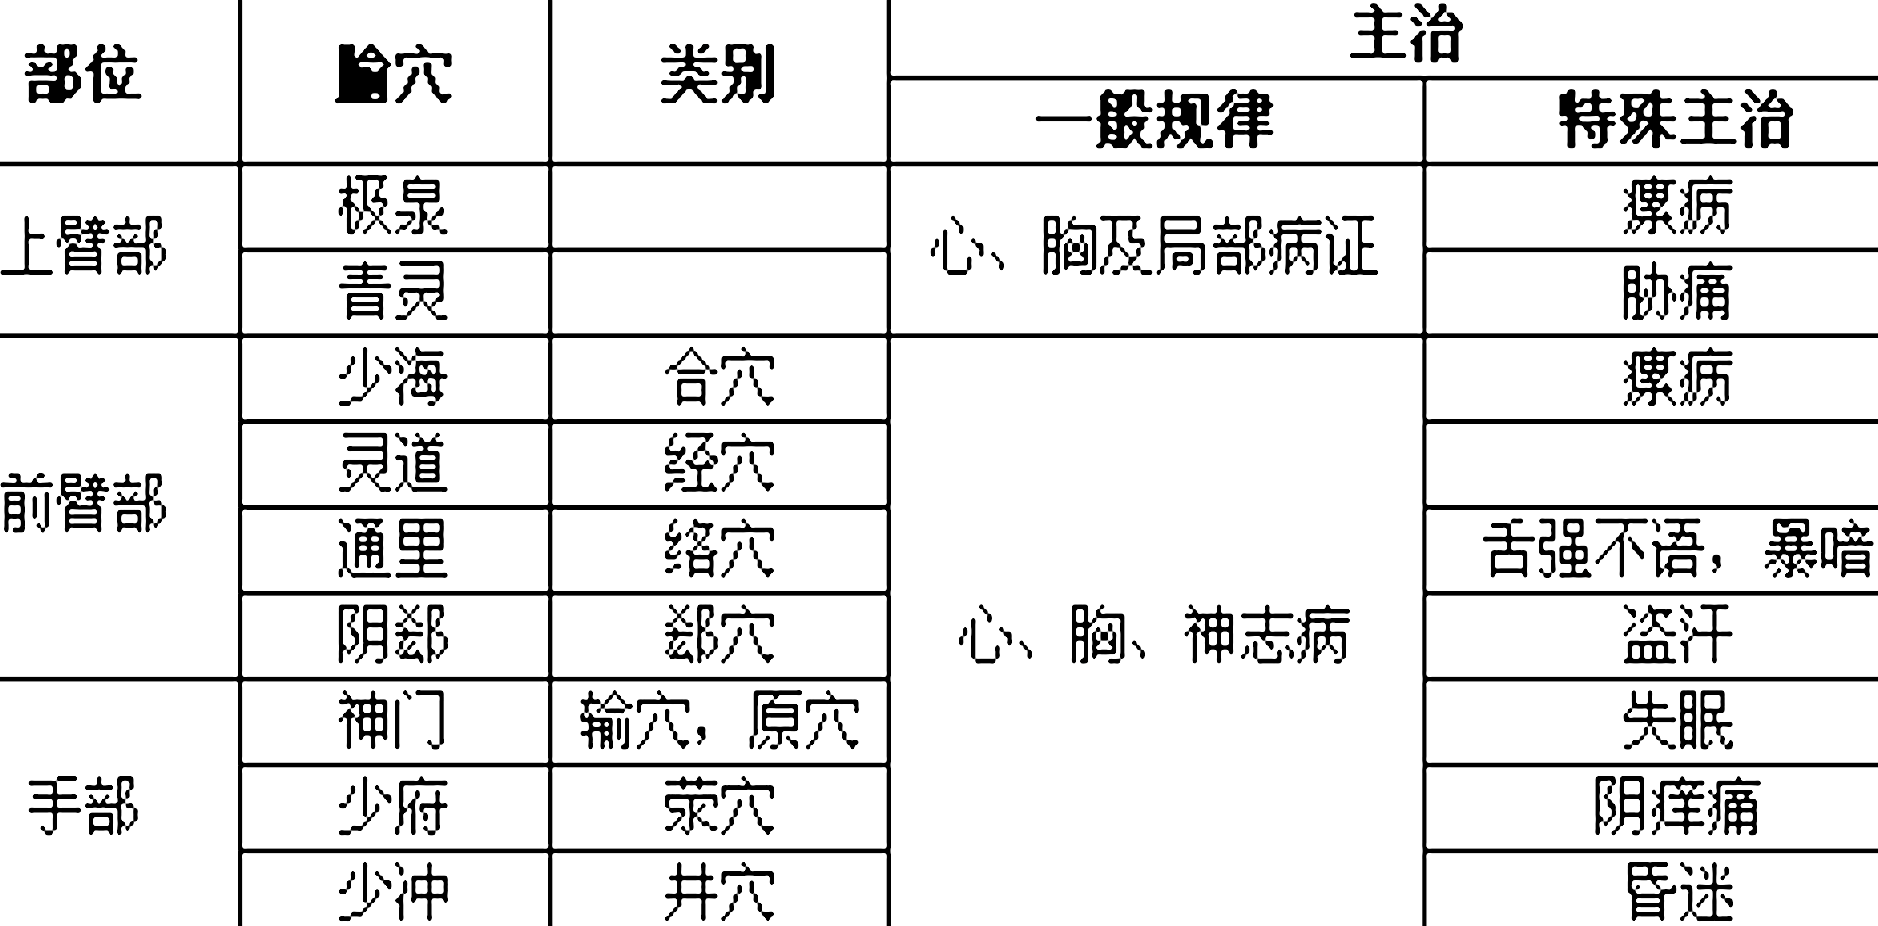 部位 腧穴 类别 主治
一般规律 特殊主治
上臂部 极泉 心、胸及局部病证 瘰病
青灵 胁痛
前臂部 少海 合穴 心、胸、神志病 瘰病
灵道 经穴
通里 络穴 舌强不语，暴喑
阴郄 郄穴 盗汗
手部 神门 输穴，原穴 失眠
少府 荥穴 阴痒痛
少冲 井穴 昏迷